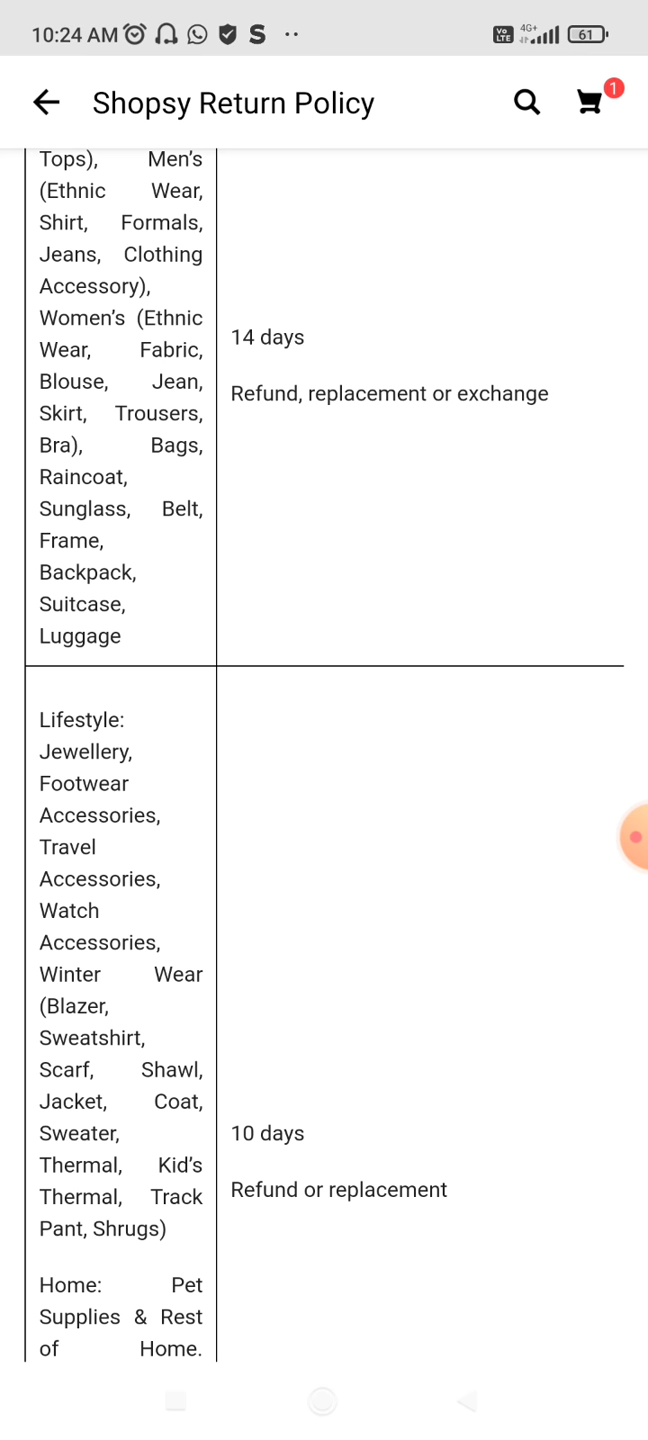 10:24 AM S ..
Vo LTE 4G+ 61
Shopsy Return Policy
1
Tops), Men's
(Ethnic Wear,
Shirt, Formals,
Jeans, Clothing
Accessory),
Women's (Ethnic
Wear, Fabric,
Blouse, Jean,
Skirt, Trousers,
Bra), Bags,
Raincoat,
Sunglass, Belt,
Frame,
Backpack,
Suitcase,
Luggage
14 days
Refund, replacement or exchange
Lifestyle:
Jewellery,
Footwear
Accessories,
Travel
Accessories,
Watch
Accessories,
Winter Wear
(Blazer,
Sweatshirt,
Scarf, Shawl,
Jacket, Coat,
Sweater,
Thermal, Kid's
Thermal, Track
Pant, Shrugs)
Home: Pet
Supplies & Rest
of Home.
10 days
Refund or replacement